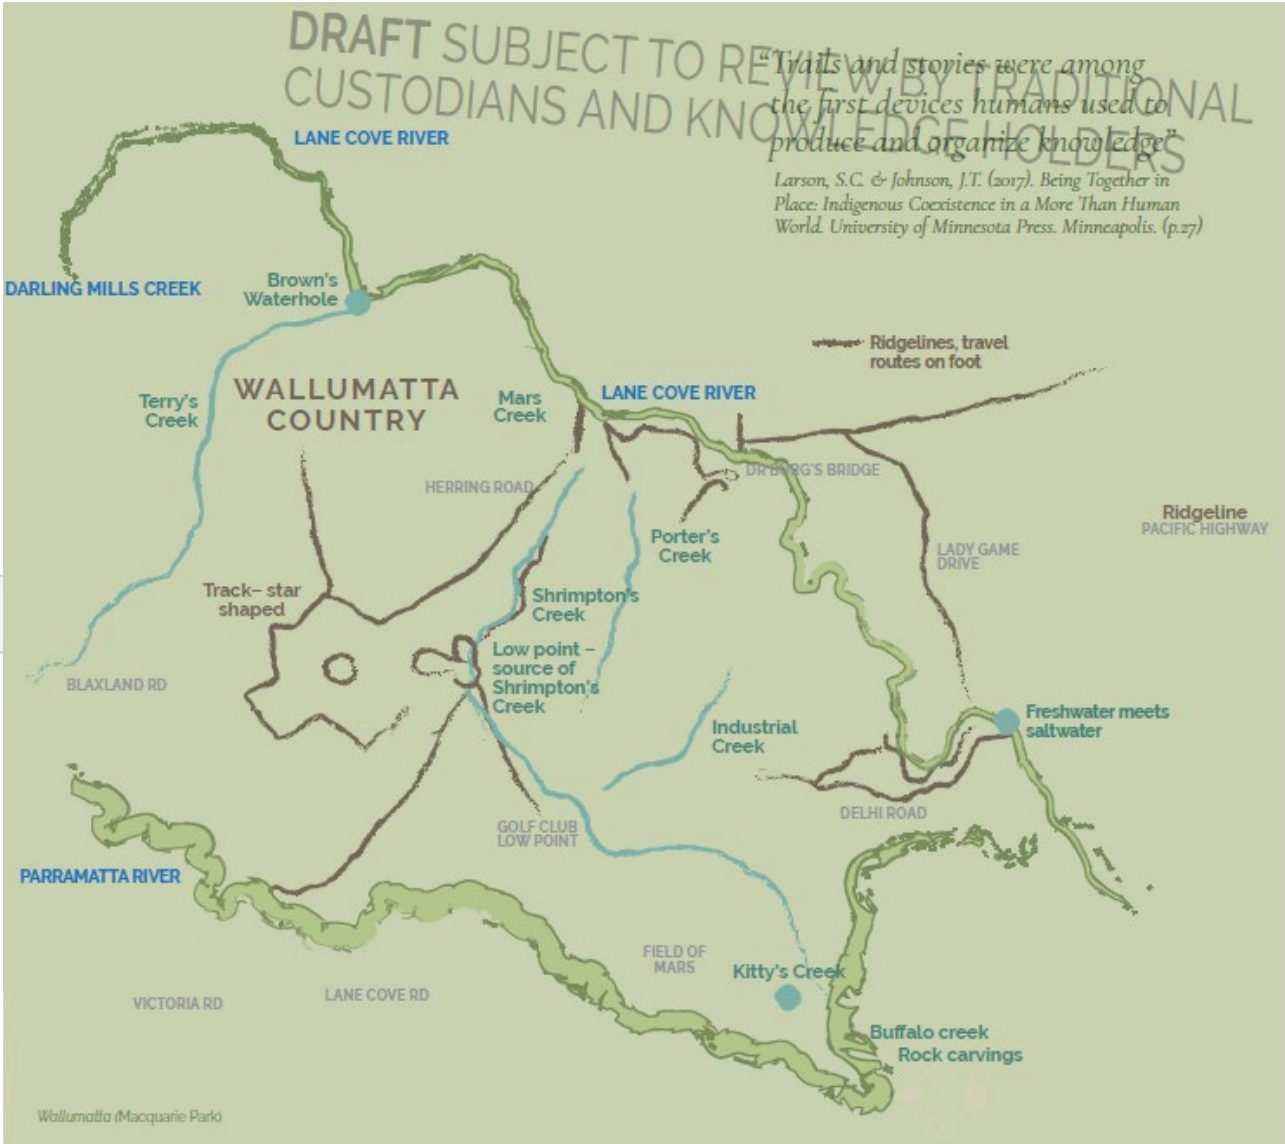 DRAFT SUBJECT TO REVIEW BY TRADITIONAL
CUSTODIANS AND KNOWLEDGE HOLDERS
“Trails and stories were among
the first devices humans used to
produce and organize knowledge”
Larson, S.C. & Johnson, J.T. (2017). Being Together in
Place: Indigenous Coexistence in a More Than Human
World. University of Minnesota Press. Minneapolis. (p.27)
LANE COVE RIVER
DARLING MILLS CREEK
Brown's
Waterhole
Ridgelines, travel
routes on foot
WALLUMATTA
COUNTRY
Terry's
Creek
Mars
Creek
LANE COVE RIVER
HERRING ROAD
DR BURG'S BRIDGE
Ridgeline
PACIFIC HIGHWAY
Porter's
Creek
LADY GAME
DRIVE
Track– star
shaped
Shrimpton's
Creek
Low point –
source of
Shrimpton's
Creek
BLAXLAND RD
Industrial
Creek
Freshwater meets
saltwater
DELHI ROAD
GOLF CLUB
LOW POINT
PARRAMATTA RIVER
FIELD OF
MARS
Kitty's Creek
VICTORIA RD
LANE COVE RD
Buffalo creek
Rock carvings
Wallumatta (Macquarie Park)